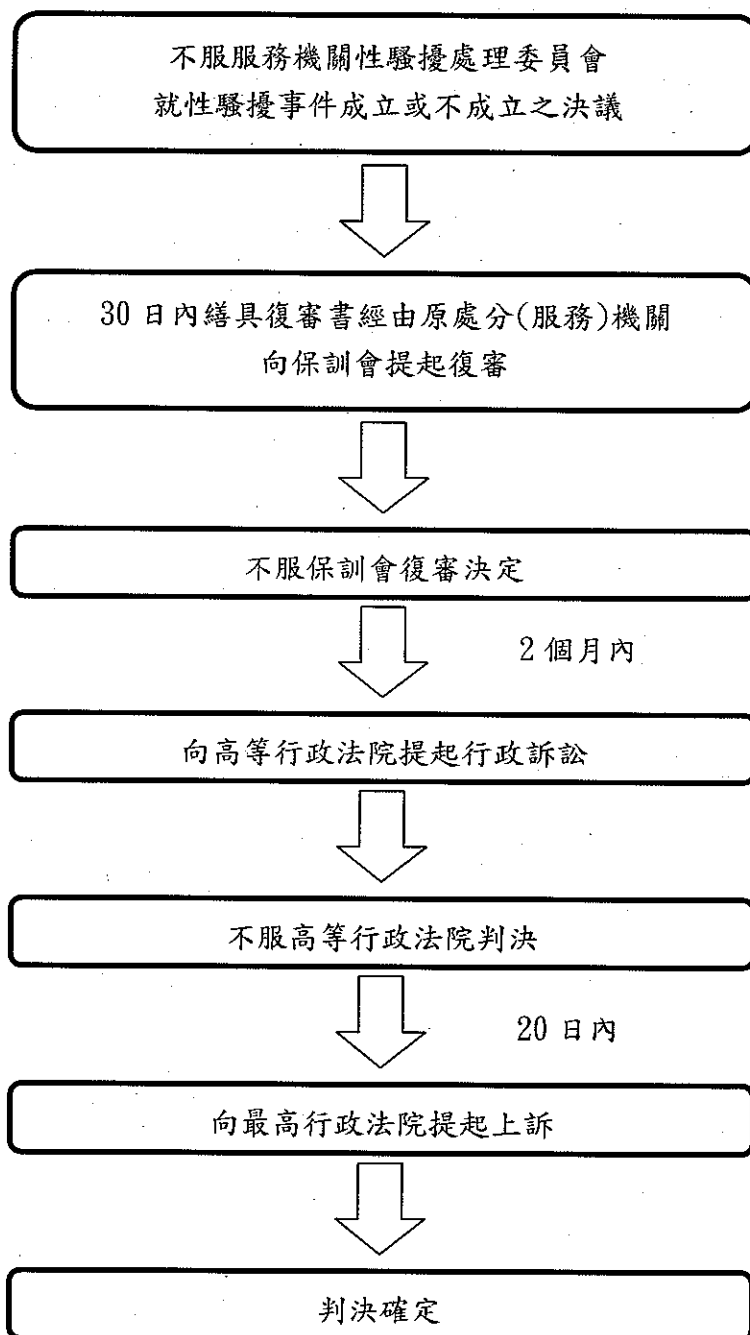 不服服務機關性騷擾處理委員會
就性騷擾事件成立或不成立之決議
30 日內繕具復審書經由原處分(服務)機關
向保訓會提起復審
不服保訓會復審決定
2 個月內
向高等行政法院提起行政訴訟
不服高等行政法院判決
20 日內
向最高行政法院提起上訴
判決確定